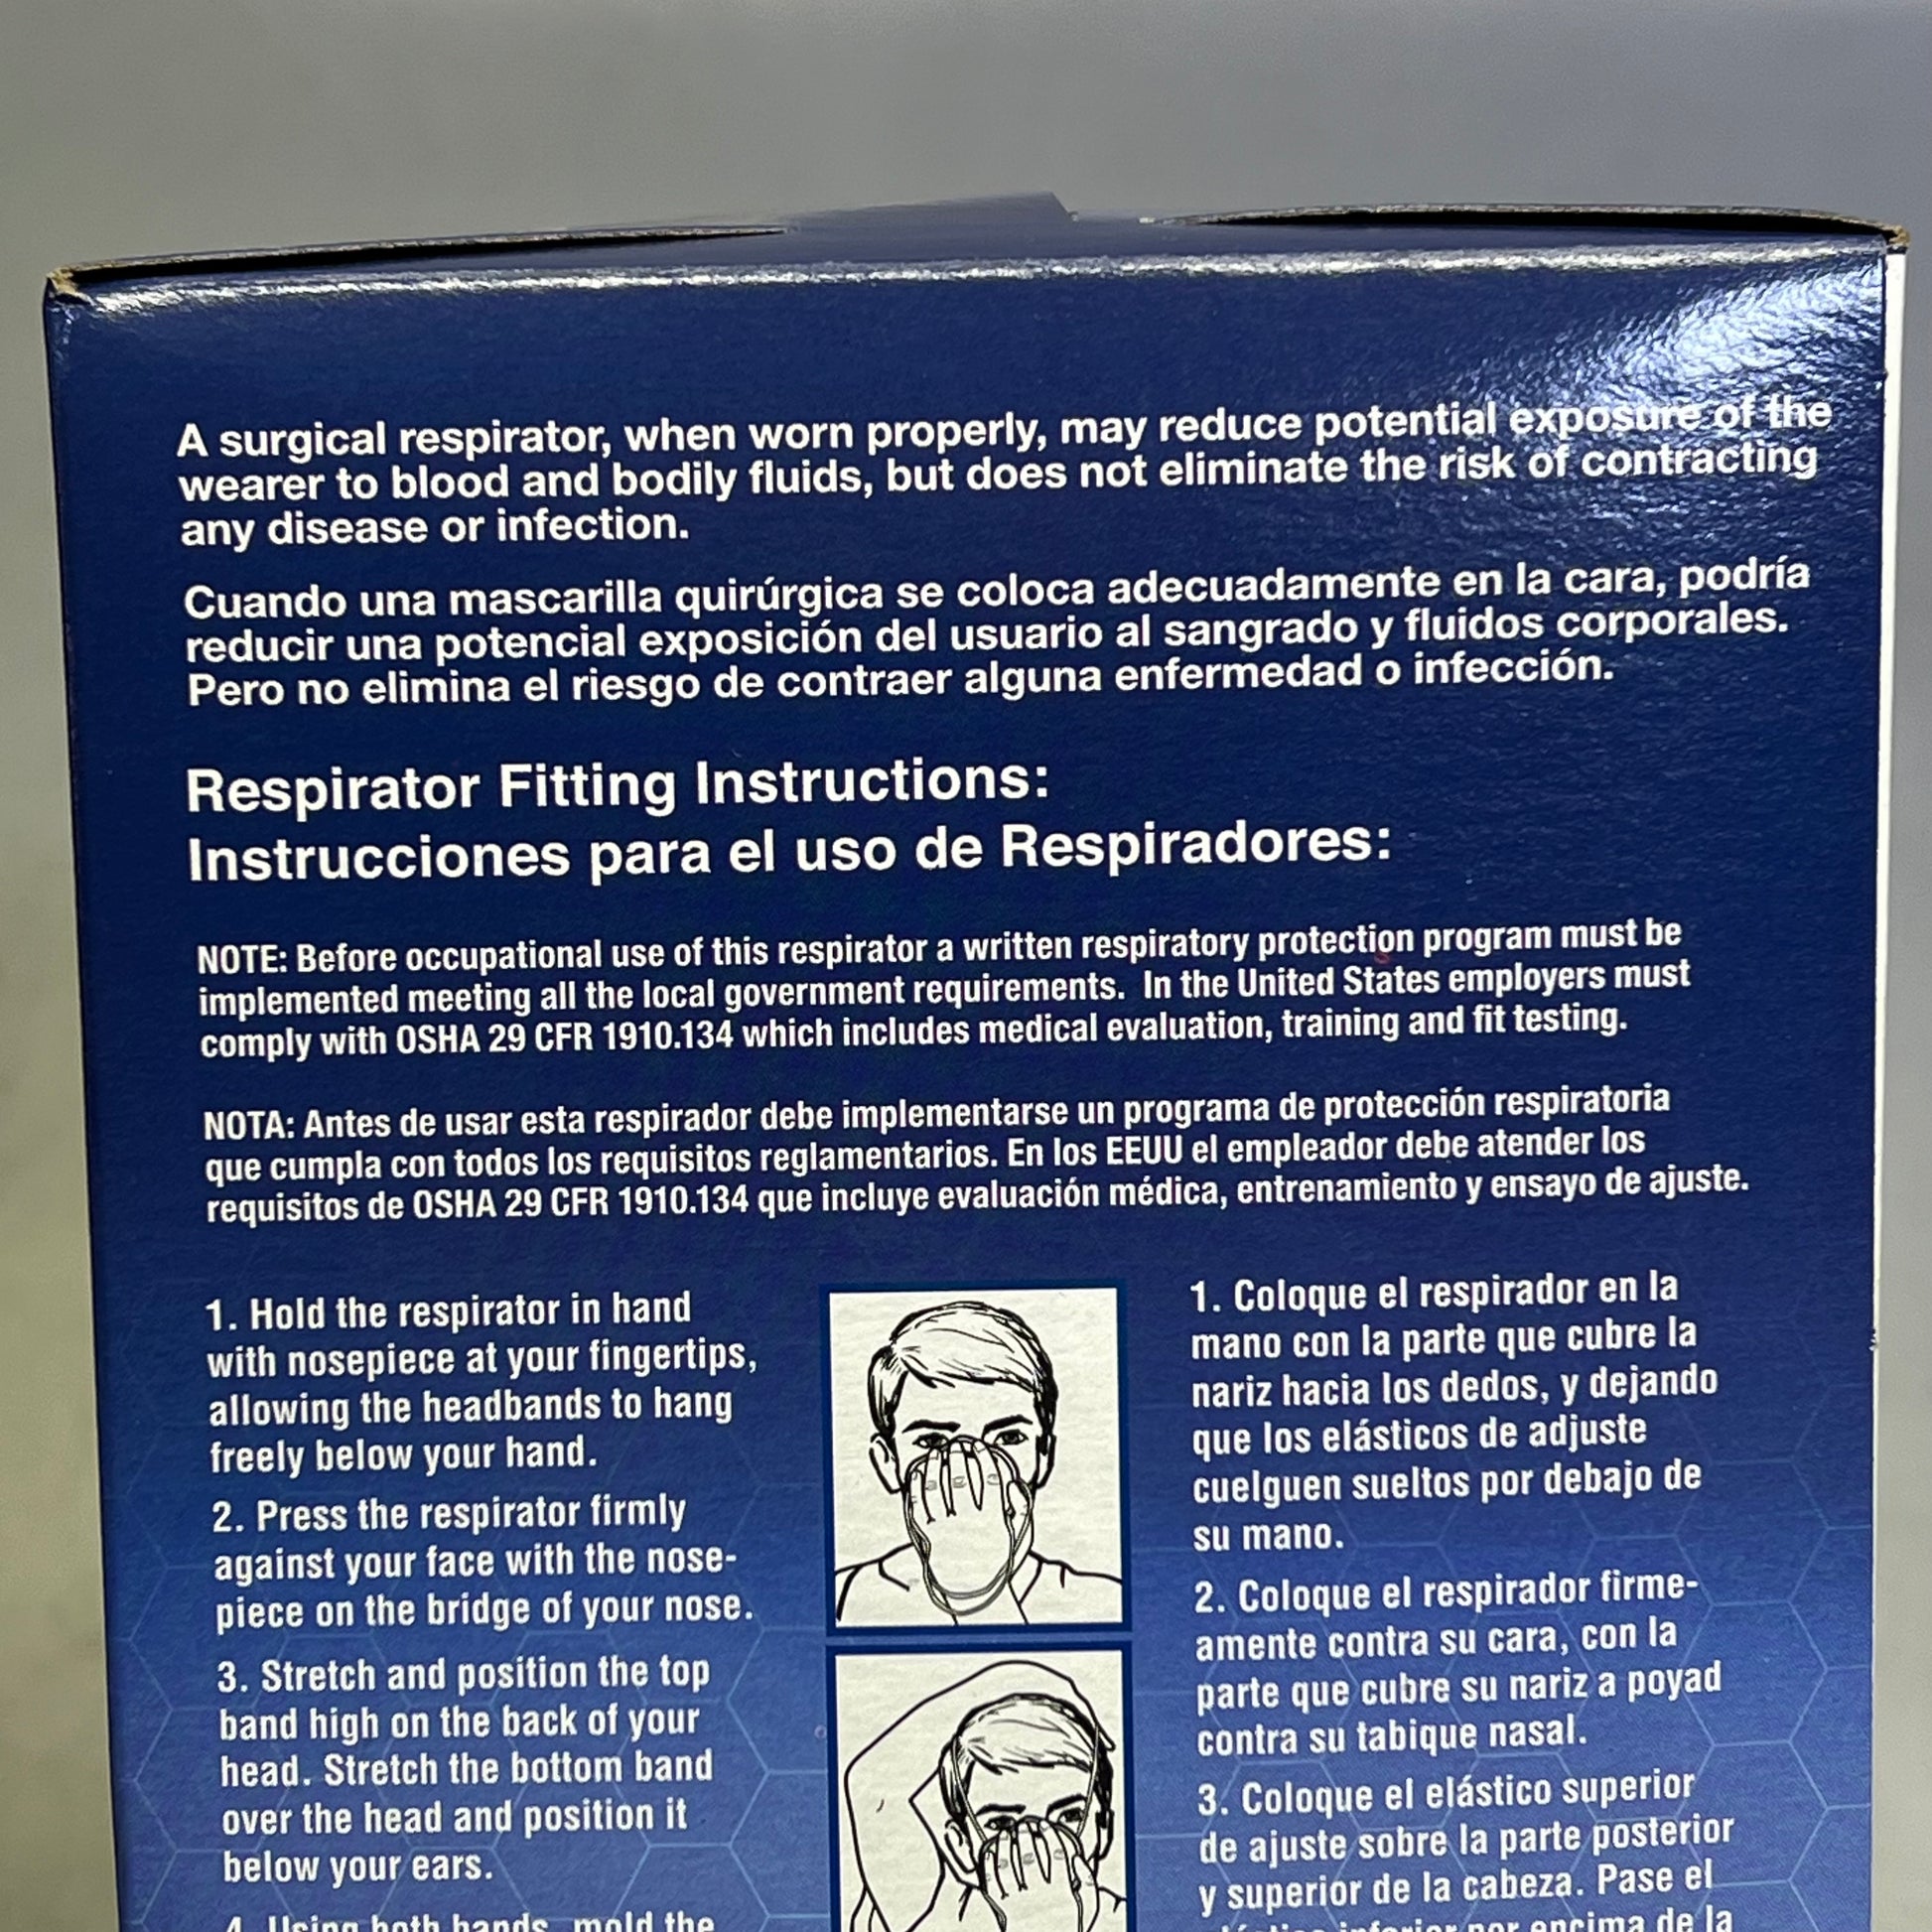 A surgical respirator, when worn properly, may reduce potential exposure of the
wearer to blood and bodily fluids, but does not eliminate the risk of contracting
any disease or infection.
Cuando una mascarilla quirúrgica se coloca adecuadamente en la cara, podría
reducir una potencial exposición del usuario al sangrado y fluidos corporales.
Pero no elimina el riesgo de contraer alguna enfermedad o infección.
Respirator Fitting Instructions:
Instrucciones para el uso de Respiradores:
NOTE: Before occupational use of this respirator a written respiratory protection program must be
implemented meeting all the local government requirements. In the United States employers must
comply with OSHA 29 CFR 1910.134 which includes medical evaluation, training and fit testing.
NOTA: Antes de usar esta respirador debe implementarse un programa de protección respiratoria
que cumpla con todos los requisitos reglamentarios. En los EEUU el empleador debe atender los
requisitos de OSHA 29 CFR 1910.134 que incluye evaluación médica, entrenamiento y ensayo de ajuste.
1. Hold the respirator in hand
with nosepiece at your fingertips,
allowing the headbands to hang
freely below your hand.
2. Press the respirator firmly
against your face with the nose-
piece on the bridge of your nose.
3. Stretch and position the top
band high on the back of your
head. Stretch the bottom band
over the head and position it
below your ears.
4. Using both hands, mold the
1. Coloque el respirador en la
mano con la parte que cubre la
nariz hacia los dedos, y dejando
que los elásticos de adjuste
cuelguen sueltos por debajo de
su mano.
2. Coloque el respirador firme-
amente contra su cara, con la
parte que cubre su nariz a poyad
contra su tabique nasal.
3. Coloque el elástico superior
de ajuste sobre la parte posterior
y superior de la cabeza. Pase el
elástico inferior por encima de la